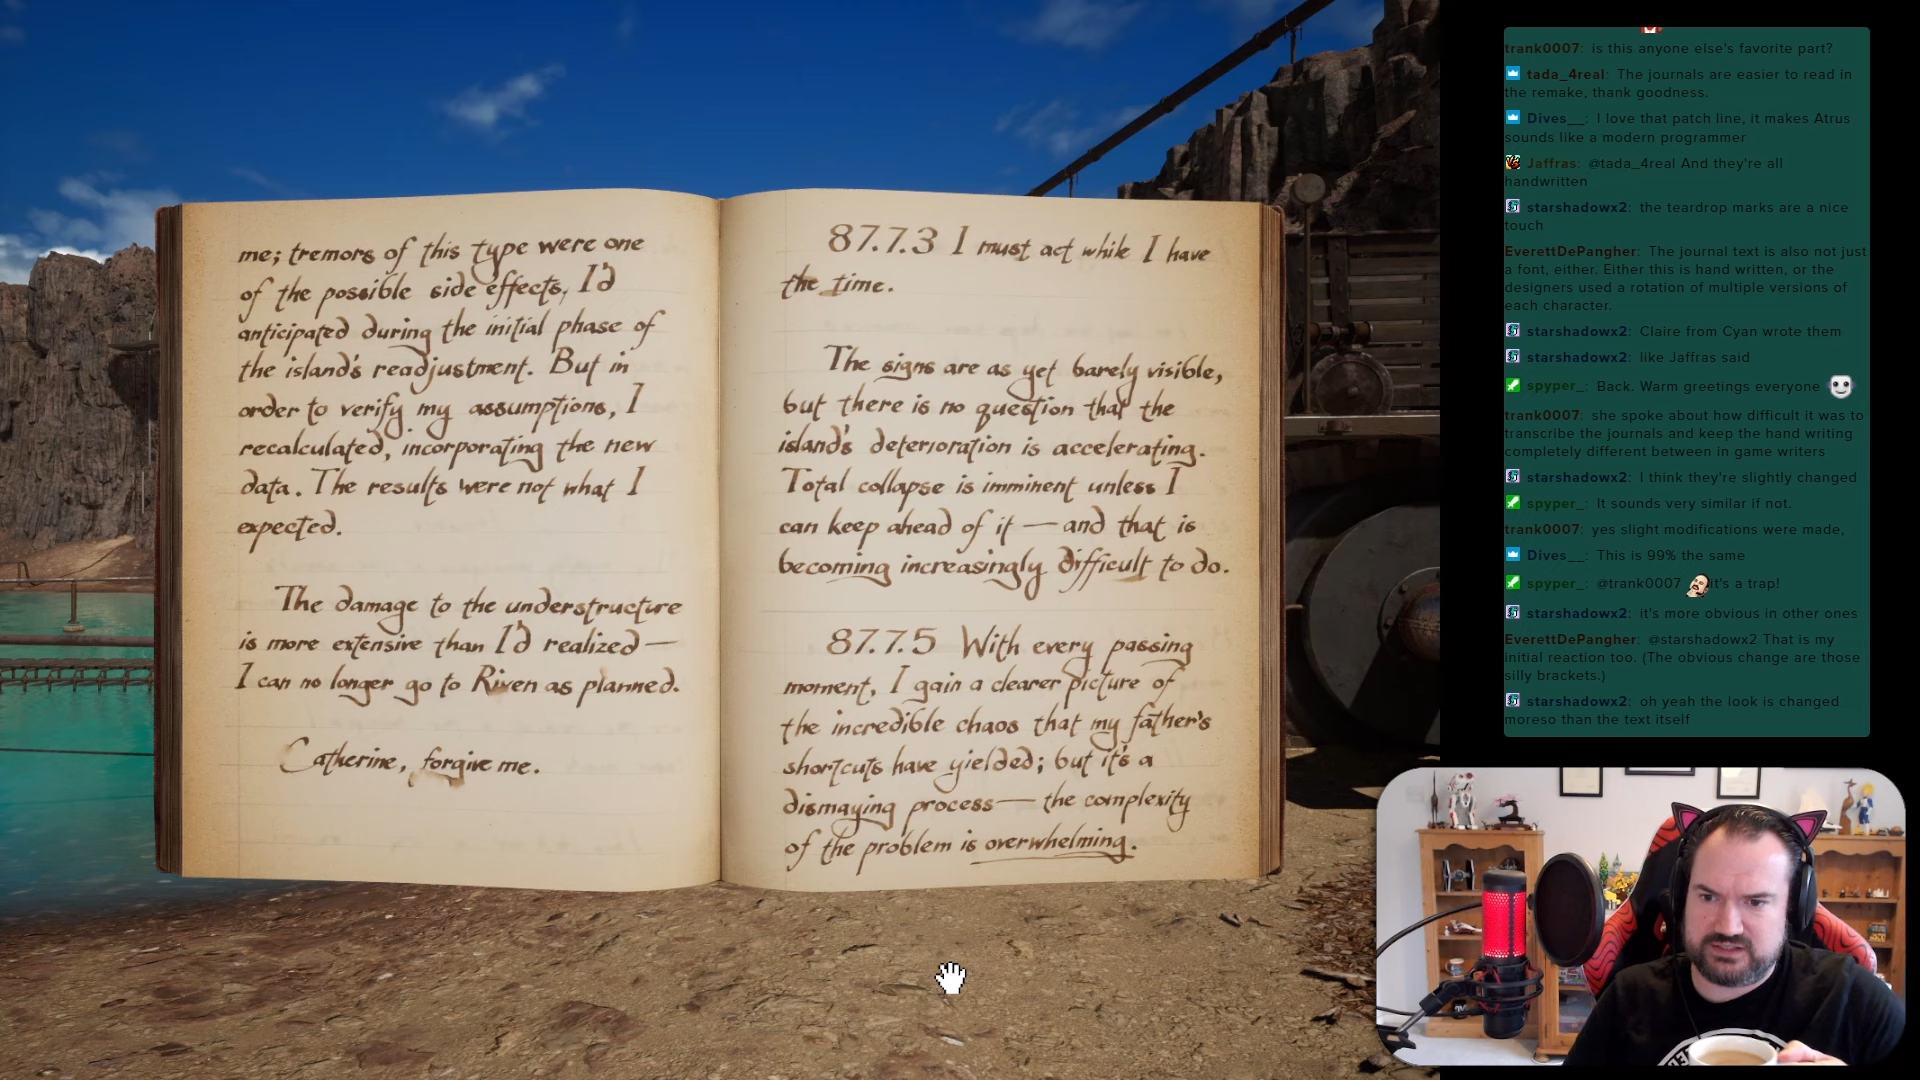 me; tremors of this type were one
of the possible side effects, I'd
anticipated during the initial phase of
the island's readjustment. But in
order to verify my assumptions, I
recalculated, incorporating the new
data. The results were not what I
expected.
The damage to the understructure
is more extensive than I'd realized —
I can no longer go to Riven as planned.
Catherine, forgive me.
87.7.3 I must act while I have
the time.
The signs are as yet barely visible,
but there is no question that the
island's deterioration is accelerating.
Total collapse is imminent unless I
can keep ahead of it — and that is
becoming increasingly difficult to do.
87.7.5 With every passing
moment, I gain a clearer picture of
the incredible chaos that my father's
shortcuts have yielded; but it's a
dismaying process — the complexity
of the problem is overwhelming.
trank0007: is this anyone else's favorite part?
tada_4real: The journals are easier to read in
the remake, thank goodness.
Dives__: I love that patch line, it makes Atrus
sounds like a modern programmer
Jaffras: @tada_4real And they're all
handwritten
starshadowx2: the teardrop marks are a nice
touch
EverettDePangher: The journal text is also not just
a font, either. Either this is hand written, or the
designers used a rotation of multiple versions of
each character.
starshadowx2: Claire from Cyan wrote them
starshadowx2: like Jaffras said
spyper_: Back. Warm greetings everyone
trank0007: she spoke about how difficult it was to
transcribe the journals and keep the hand writing
completely different between in game writers
starshadowx2: I think they're slightly changed
spyper_: It sounds very similar if not.
trank0007: yes slight modifications were made,
Dives__: This is 99% the same
spyper_: @trank0007 it's a trap!
starshadowx2: it's more obvious in other ones
EverettDePangher: @starshadowx2 That is my
initial reaction too. (The obvious change are those
silly brackets.)
starshadowx2: oh yeah the look is changed
moreso than the text itself